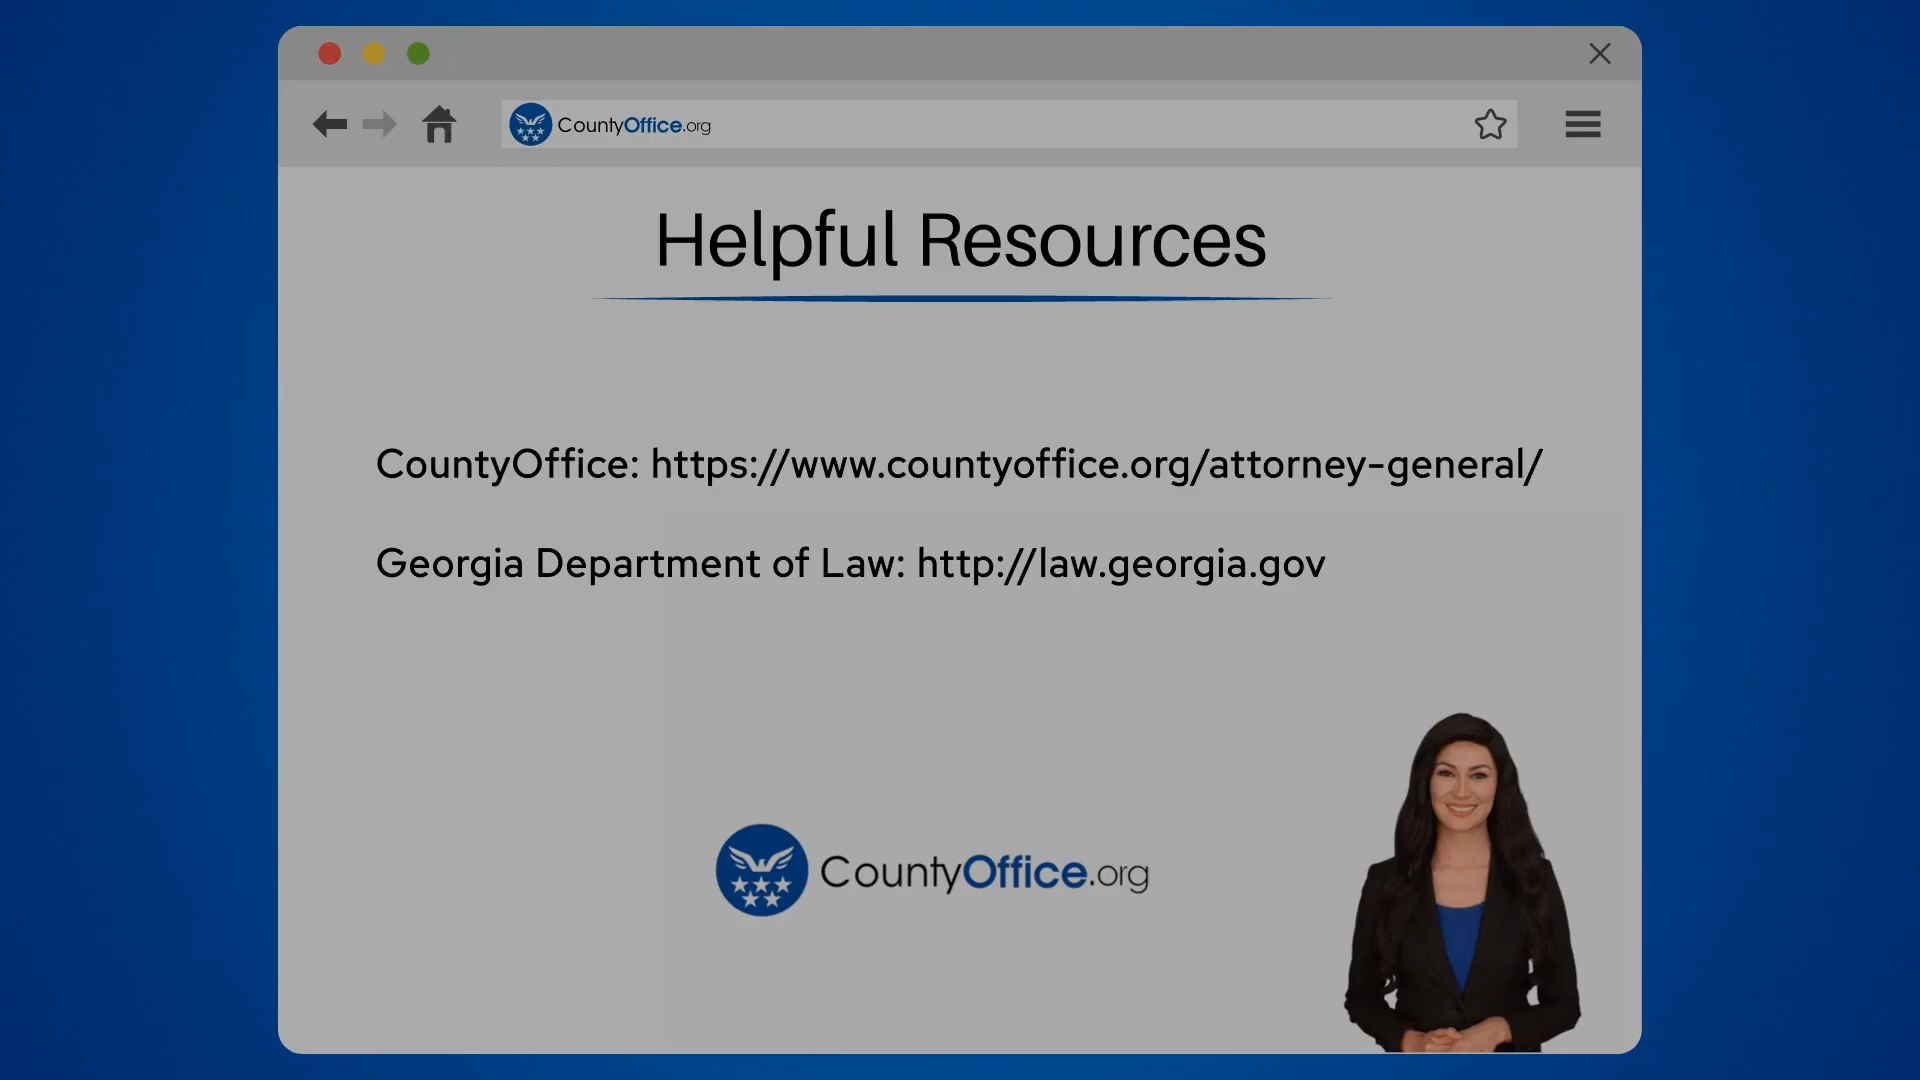 CountyOffice.org
Helpful Resources
CountyOffice: https://www.countyoffice.org/attorney-general/
Georgia Department of Law: http://law.georgia.gov
CountyOffice.org